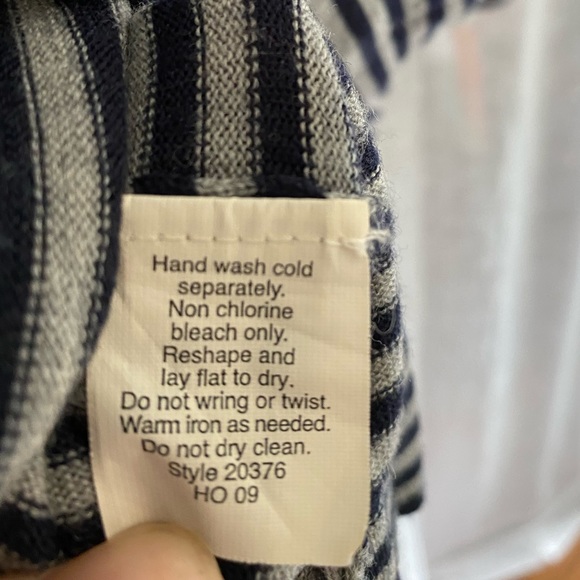 Hand wash cold
separately.
Non chlorine
bleach only.
Reshape and
lay flat to dry.
Do not wring or twist.
Warm iron as needed.
Do not dry clean.
Style 20376
HO 09